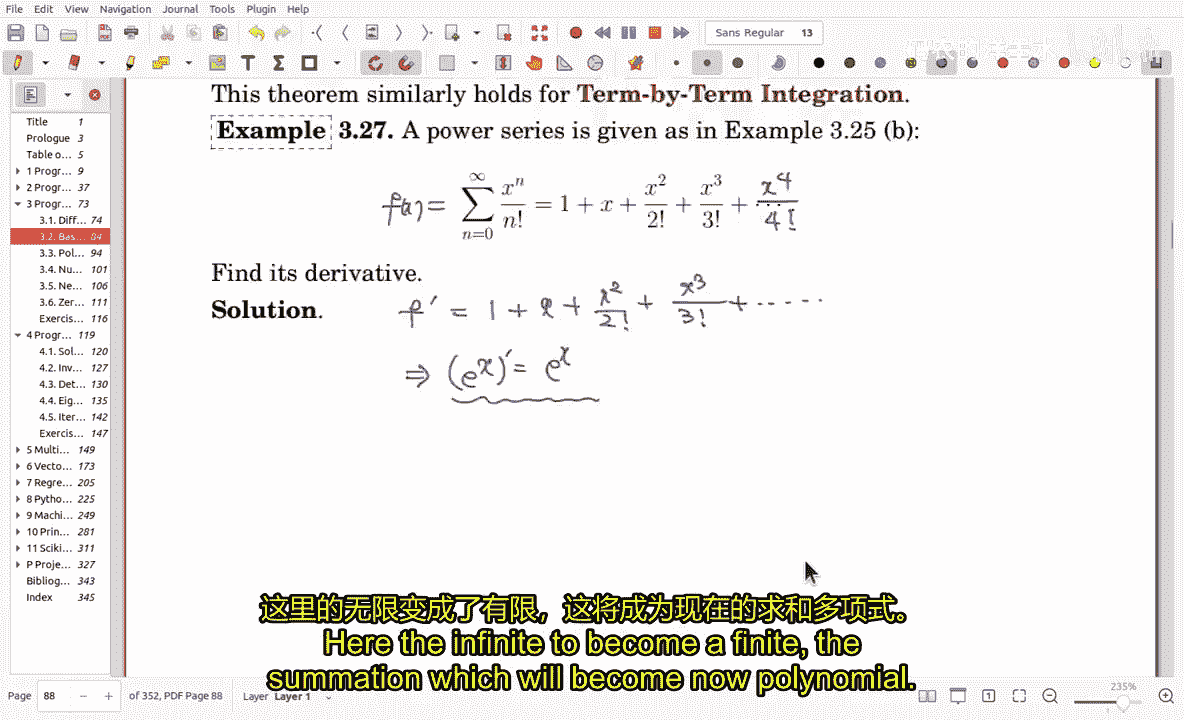 File Edit View Navigation Journal Tools Plugin Help
Sans Regular 13
Title 1
Prologue 3
Table o... 5
1 Progr... 9
2 Progr... 37
3 Progr... 73
3.1. Diff... 74
3.2. Bas... 84
3.3. Pol... 94
3.4. Nu... 101
3.5. Ne... 106
3.6. Zer... 111
Exercis... 116
4 Progr... 119
4.1. Sol... 120
4.2. Inv... 127
4.3. Det... 130
4.4. Eig... 135
4.5. Iter... 142
Exercis... 147
5 Multi... 149
6 Vecto... 173
7 Regre... 205
8 Pytho... 225
9 Machi... 249
10 Prin... 281
11 Sciki... 311
P Proje... 327
Bibliog... 343
Index 345
This theorem similarly holds for Term-by-Term Integration.
Example 3.27. A power series is given as in Example 3.25 (b):
f(x) = ∑_{n=0}^{∞} x^n/n! = 1 + x + x^2/2! + x^3/3! + x^4/4!
Find its derivative.
Solution. f' = 1 + x + x^2/2! + x^3/3! + .....
⇒ (e^x)' = e^x
这里的无限变成了有限，这将成为现在的求和多项式。
Here the infinite to become a finite, the
summation which will become now polynomial.
Page 88 of 352, PDF Page 88 Layer Layer 1 235%